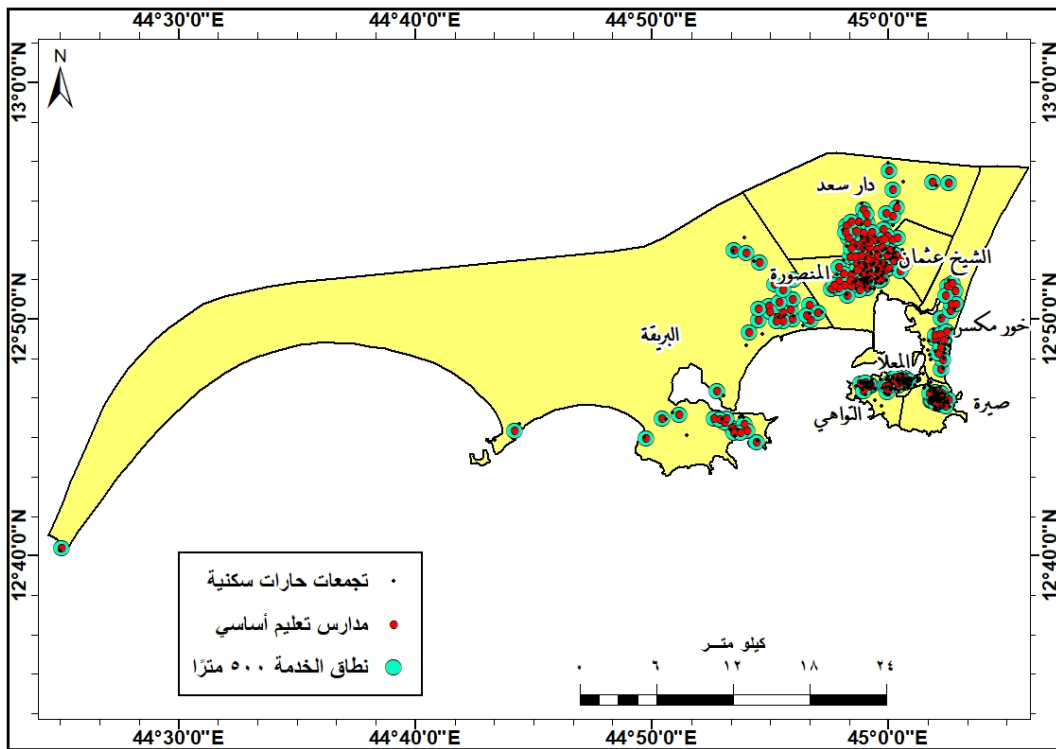 44°30'0"E 44°40'0"E 44°50'0"E 45°0'0"E
N
13°0'0"N 13°0'0"N
دار سعد
الشيخ عثمان
المنصورة
12°50'0"N 12°50'0"N
خور مكسر
البريقة
المعلا
صيرة
التواهي
12°40'0"N 12°40'0"N
تجمعات حارات سكنية
مدارس تعليم أساسي
نطاق الخدمة ٥٠٠ مترًا
كيلو متـــر
٠ ٦ ١٢ ١٨ ٢٤
44°30'0"E 44°40'0"E 44°50'0"E 45°0'0"E